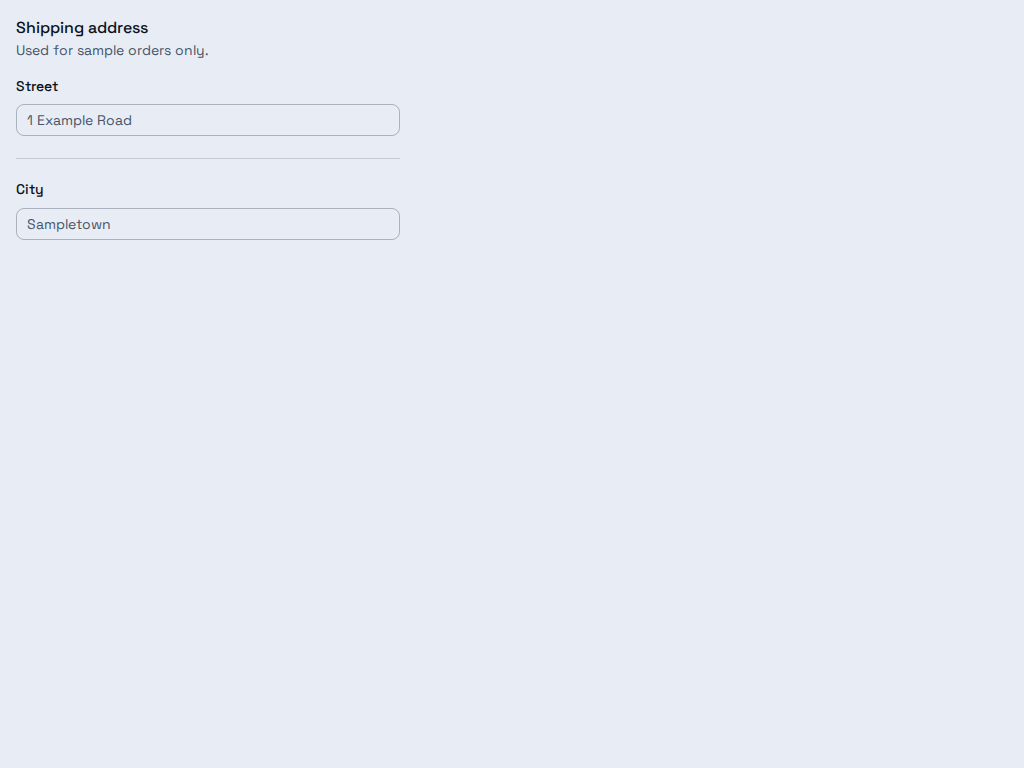 Shipping address
Used for sample orders only.
Street
1 Example Road
City
Sampletown